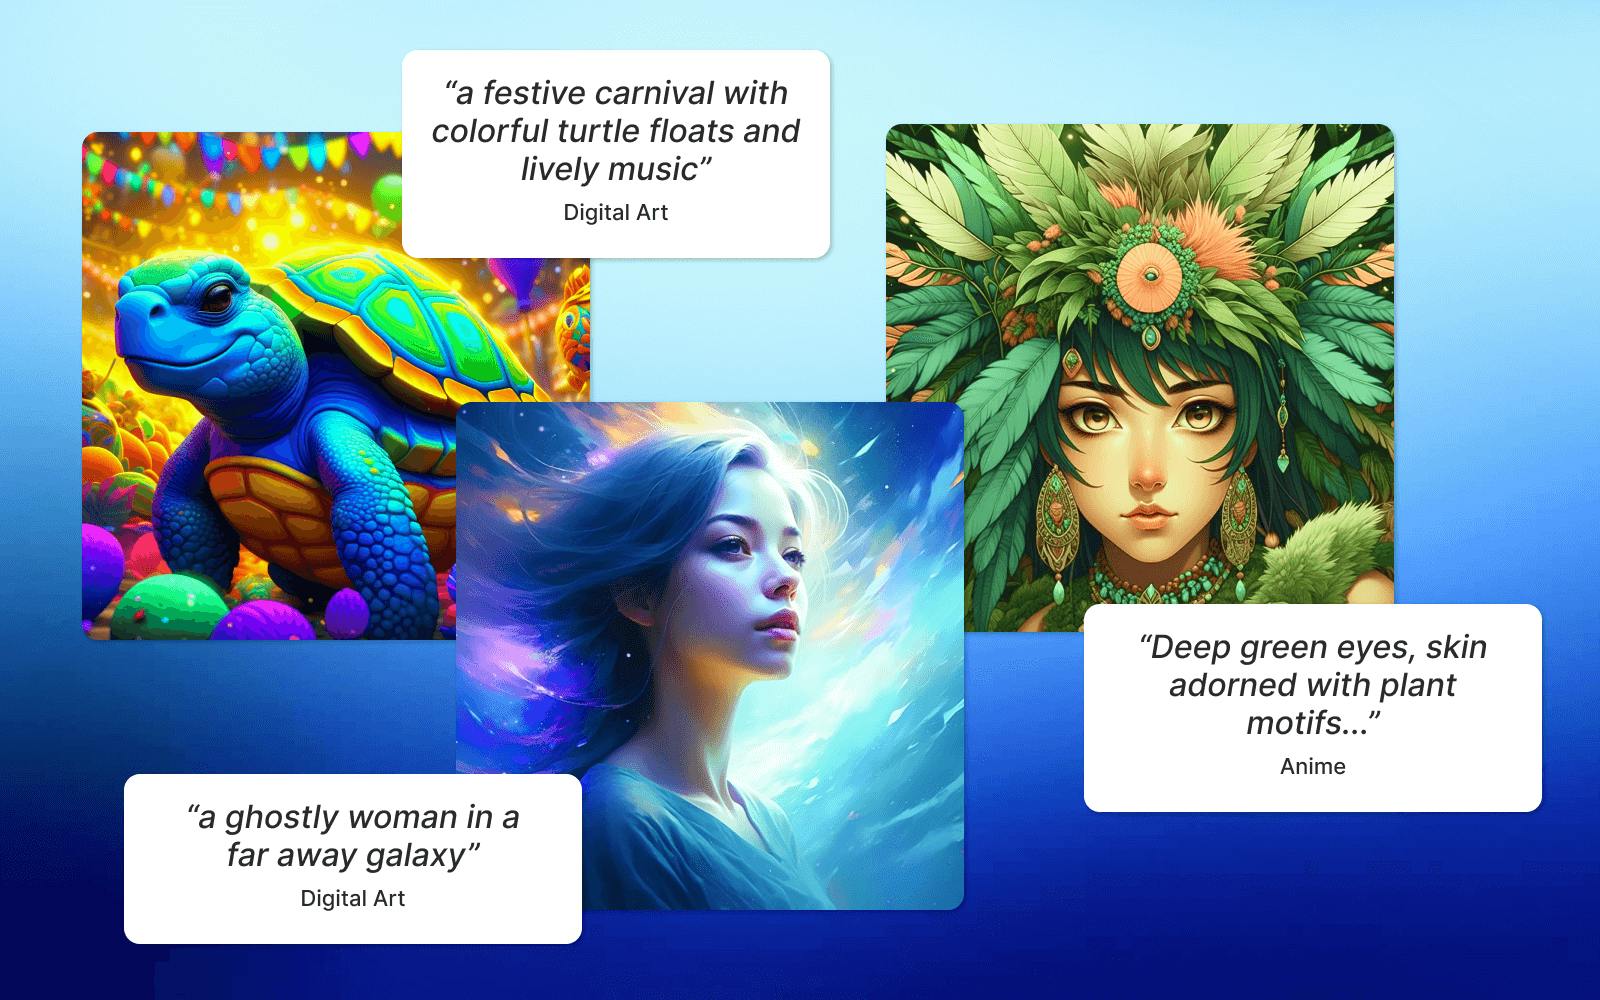 “a festive carnival with
colorful turtle floats and
lively music”
Digital Art
“Deep green eyes, skin
adorned with plant
motifs...”
Anime
“a ghostly woman in a
far away galaxy”
Digital Art